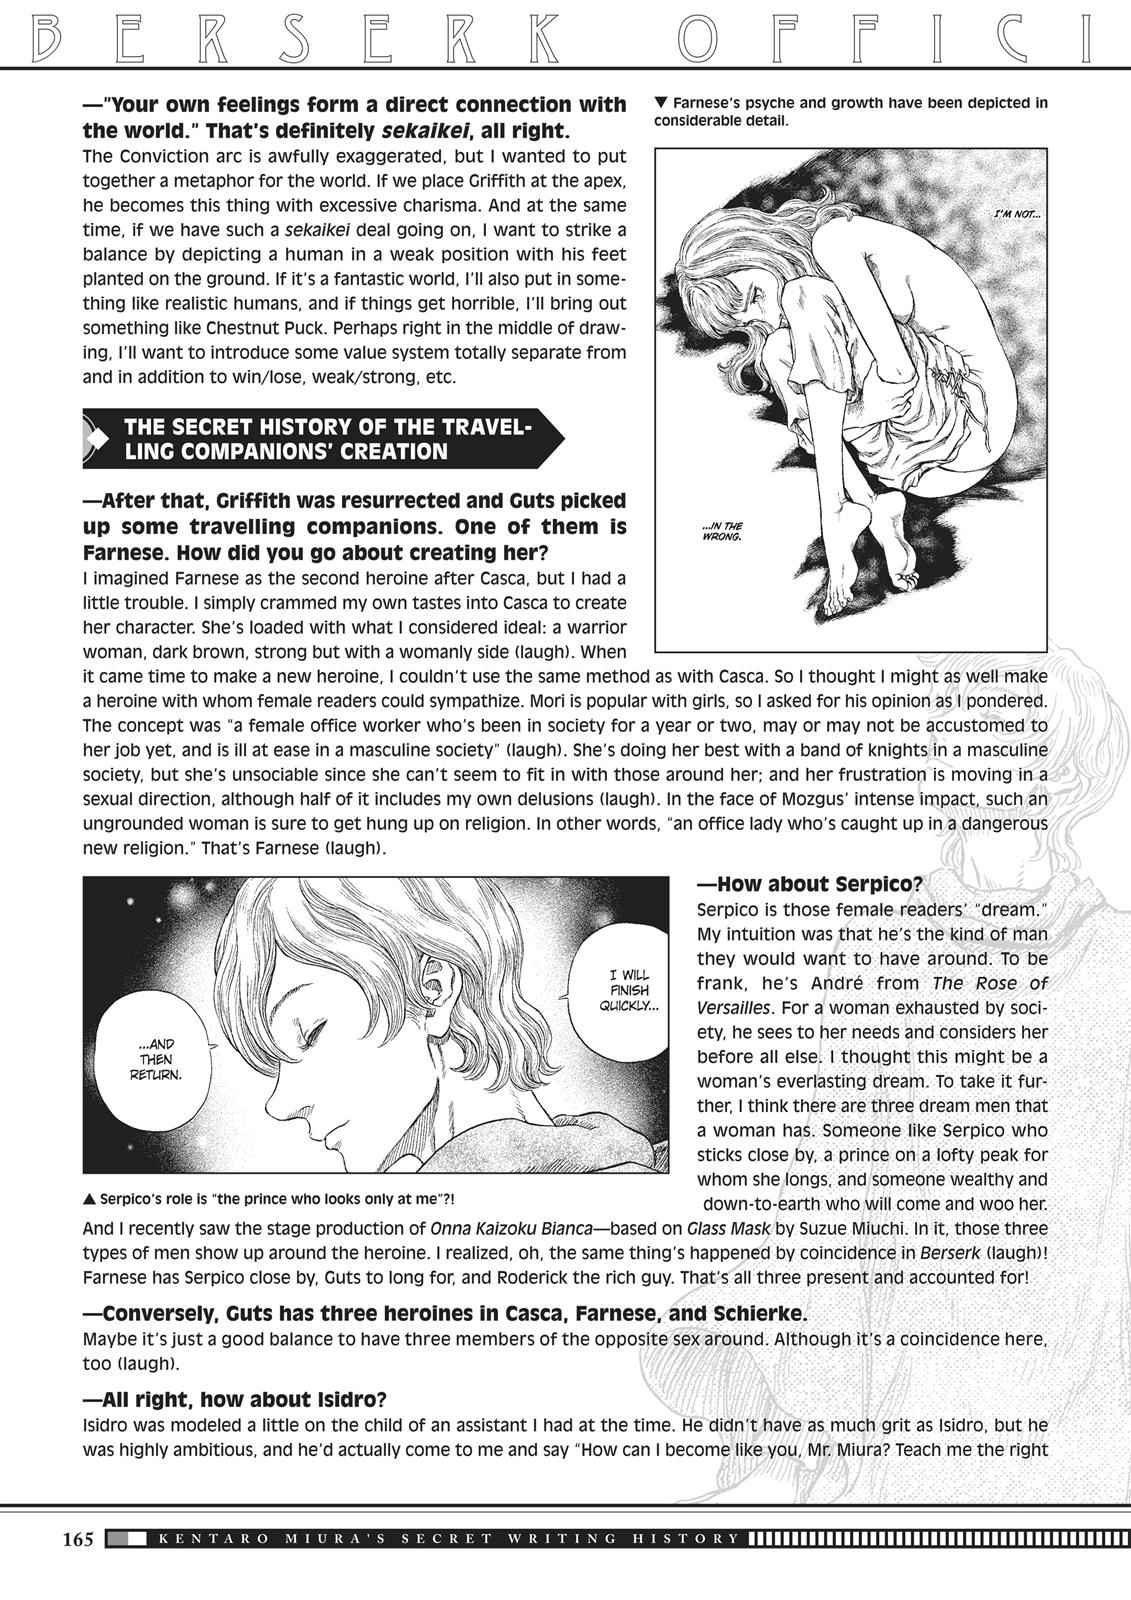 BERSERK OFFICI
—"Your own feelings form a direct connection with
the world." That's definitely sekaikei, all right.
The Conviction arc is awfully exaggerated, but I wanted to put
together a metaphor for the world. If we place Griffith at the apex,
he becomes this thing with excessive charisma. And at the same
time, if we have such a sekaikei deal going on, I want to strike a
balance by depicting a human in a weak position with his feet
planted on the ground. If it's a fantastic world, I'll also put in some-
thing like realistic humans, and if things get horrible, I'll bring out
something like Chestnut Puck. Perhaps right in the middle of draw-
ing, I'll want to introduce some value system totally separate from
and in addition to win/lose, weak/strong, etc.
▼ Farnese's psyche and growth have been depicted in
considerable detail.
I'M NOT...
...IN THE
WRONG.
THE SECRET HISTORY OF THE TRAVEL-
LING COMPANIONS' CREATION
—After that, Griffith was resurrected and Guts picked
up some travelling companions. One of them is
Farnese. How did you go about creating her?
I imagined Farnese as the second heroine after Casca, but I had a
little trouble. I simply crammed my own tastes into Casca to create
her character. She's loaded with what I considered ideal: a warrior
woman, dark brown, strong but with a womanly side (laugh). When
it came time to make a new heroine, I couldn't use the same method as with Casca. So I thought I might as well make
a heroine with whom female readers could sympathize. Mori is popular with girls, so I asked for his opinion as I pondered.
The concept was "a female office worker who's been in society for a year or two, may or may not be accustomed to
her job yet, and is ill at ease in a masculine society" (laugh). She's doing her best with a band of knights in a masculine
society, but she's unsociable since she can't seem to fit in with those around her; and her frustration is moving in a
sexual direction, although half of it includes my own delusions (laugh). In the face of Mozgus' intense impact, such an
ungrounded woman is sure to get hung up on religion. In other words, "an office lady who's caught up in a dangerous
new religion." That's Farnese (laugh).
I WILL
FINISH
QUICKLY...
...AND
THEN
RETURN.
▲ Serpico's role is "the prince who looks only at me"?!
—How about Serpico?
Serpico is those female readers' "dream."
My intuition was that he's the kind of man
they would want to have around. To be
frank, he's André from The Rose of
Versailles. For a woman exhausted by soci-
ety, he sees to her needs and considers her
before all else. I thought this might be a
woman's everlasting dream. To take it fur-
ther, I think there are three dream men that
a woman has. Someone like Serpico who
sticks close by, a prince on a lofty peak for
whom she longs, and someone wealthy and
down-to-earth who will come and woo her.
And I recently saw the stage production of Onna Kaizoku Bianca—based on Glass Mask by Suzue Miuchi. In it, those three
types of men show up around the heroine. I realized, oh, the same thing's happened by coincidence in Berserk (laugh)!
Farnese has Serpico close by, Guts to long for, and Roderick the rich guy. That's all three present and accounted for!
—Conversely, Guts has three heroines in Casca, Farnese, and Schierke.
Maybe it's just a good balance to have three members of the opposite sex around. Although it's a coincidence here,
too (laugh).
—All right, how about Isidro?
Isidro was modeled a little on the child of an assistant I had at the time. He didn't have as much grit as Isidro, but he
was highly ambitious, and he'd actually come to me and say "How can I become like you, Mr. Miura? Teach me the right
165 KENTARO MIURA'S SECRET WRITING HISTORY